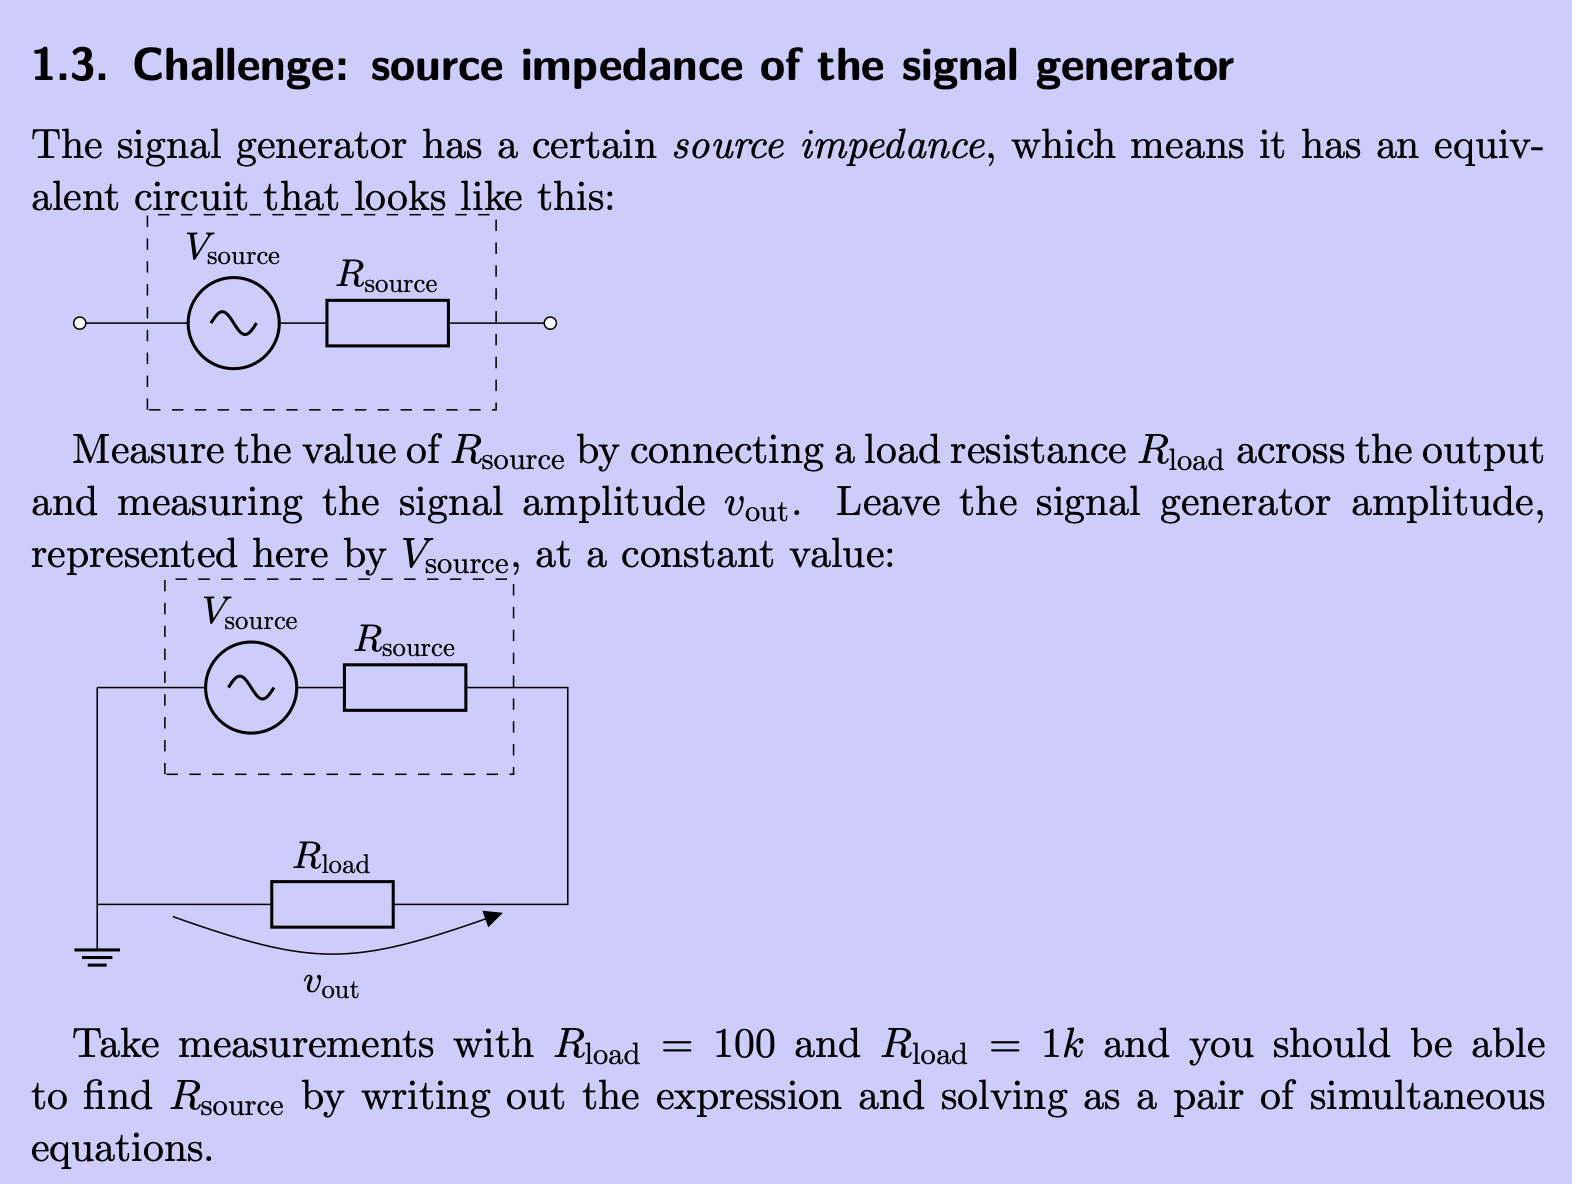 1.3. Challenge: source impedance of the signal generator
The signal generator has a certain source impedance, which means it has an equiv-
alent circuit that looks like this:
Vsource
Rsource
Measure the value of Rsource by connecting a load resistance Rload across the output
and measuring the signal amplitude vout. Leave the signal generator amplitude,
represented here by Vsource, at a constant value:
Vsource
Rsource
Rload
vout
Take measurements with Rload = 100 and Rload = 1k and you should be able
to find Rsource by writing out the expression and solving as a pair of simultaneous
equations.